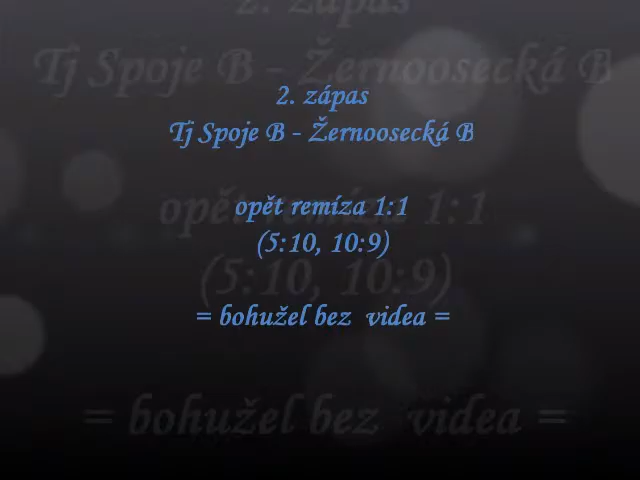 2. zápas
Tj Spoje B - Žernoosecká B
opět remíza 1:1
(5:10, 10:9)
= bohužel bez  videa =